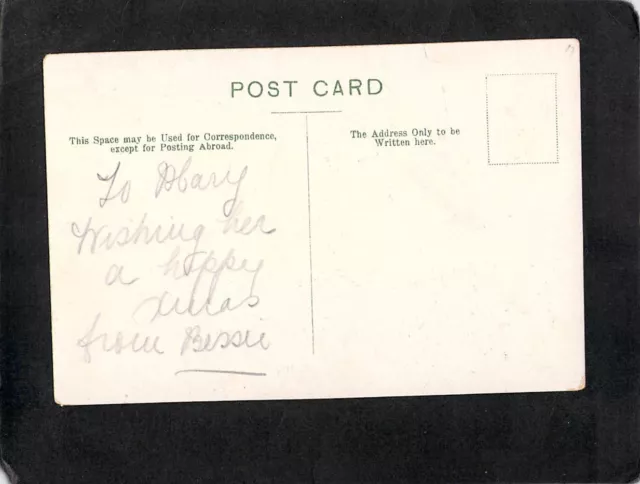 POST CARD
This Space may be Used for Correspondence,
except for Posting Abroad.
The Address Only to be
Written here.
To Mary
Wishing her
a happy
xmas
from Bessie